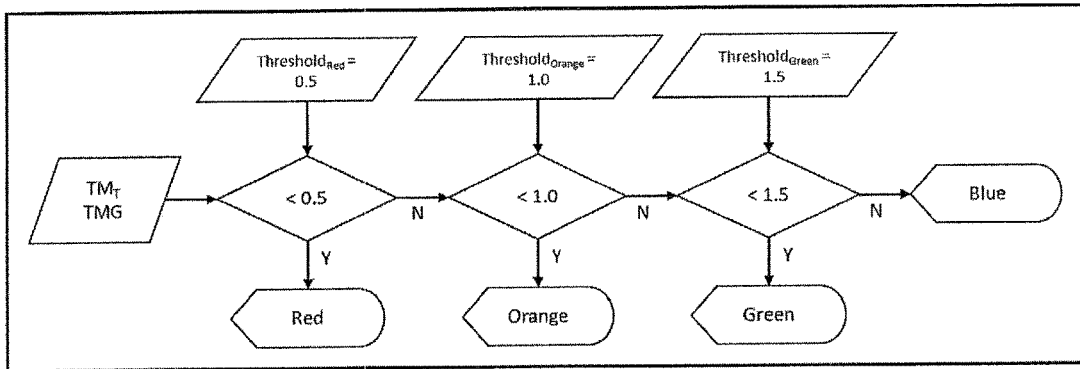 Threshold_Red =
0.5
Threshold_Orange =
1.0
Threshold_Green =
1.5
TM_T
TMG
< 0.5
N
< 1.0
N
< 1.5
N
Blue
Y
Y
Y
Red
Orange
Green